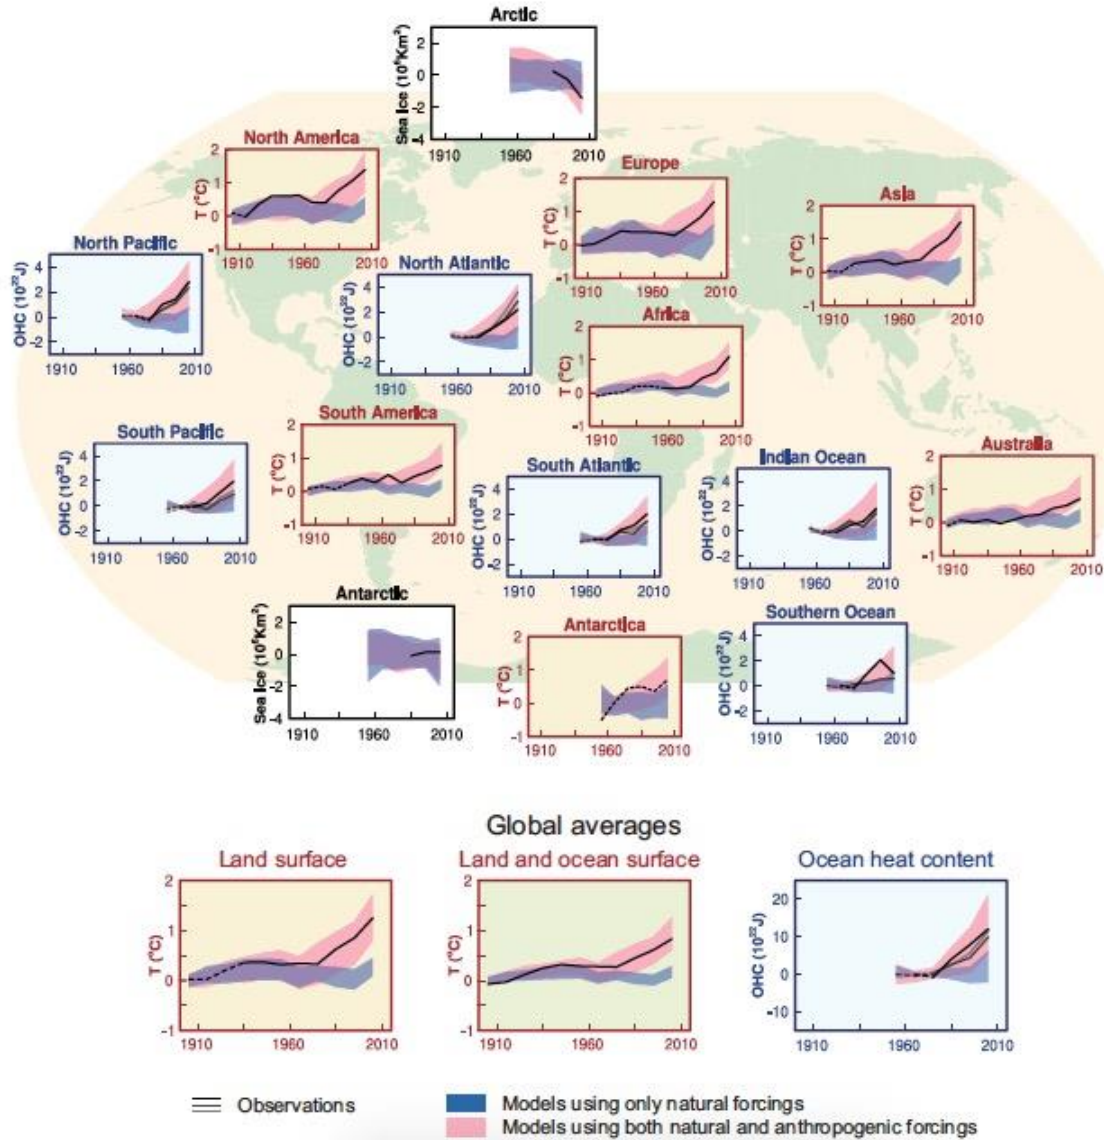 Arctic
Sea Ice (10⁶Km²)
2
0
-2
-4
1910 1960 2010
North America
T (°C)
2
1
0
-1
1910 1960 2010
Europe
T (°C)
2
1
0
-1
1910 1960 2010
Asia
T (°C)
2
1
0
-1
1910 1960 2010
North Pacific
OHC (10²²J)
4
2
0
-2
1910 1960 2010
North Atlantic
OHC (10²²J)
4
2
0
-2
1910 1960 2010
Africa
T (°C)
2
1
0
-1
1910 1960 2010
South Pacific
OHC (10²²J)
4
2
0
-2
1910 1960 2010
South America
T (°C)
2
1
0
-1
1910 1960 2010
South Atlantic
OHC (10²²J)
4
2
0
-2
1910 1960 2010
Indian Ocean
OHC (10²²J)
4
2
0
-2
1910 1960 2010
Australia
T (°C)
2
1
0
-1
1910 1960 2010
Antarctic
Sea Ice (10⁶Km²)
2
0
-2
-4
1910 1960 2010
Antarctica
T (°C)
2
1
0
-1
1910 1960 2010
Southern Ocean
OHC (10²²J)
4
2
0
-2
1910 1960 2010
Global averages
Land surface
T (°C)
2
1
0
-1
1910 1960 2010
Land and ocean surface
T (°C)
2
1
0
-1
1910 1960 2010
Ocean heat content
OHC (10²²J)
20
10
0
-10
1910 1960 2010
Observations
Models using only natural forcings
Models using both natural and anthropogenic forcings